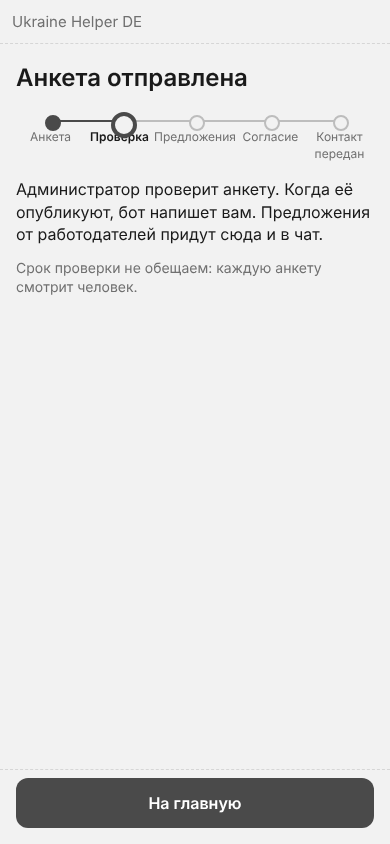 Ukraine Helper DE
Анкета отправлена
Анкета Проверка Предложения Согласие Контакт передан
Администратор проверит анкету. Когда её
опубликуют, бот напишет вам. Предложения
от работодателей придут сюда и в чат.
Срок проверки не обещаем: каждую анкету
смотрит человек.
На главную